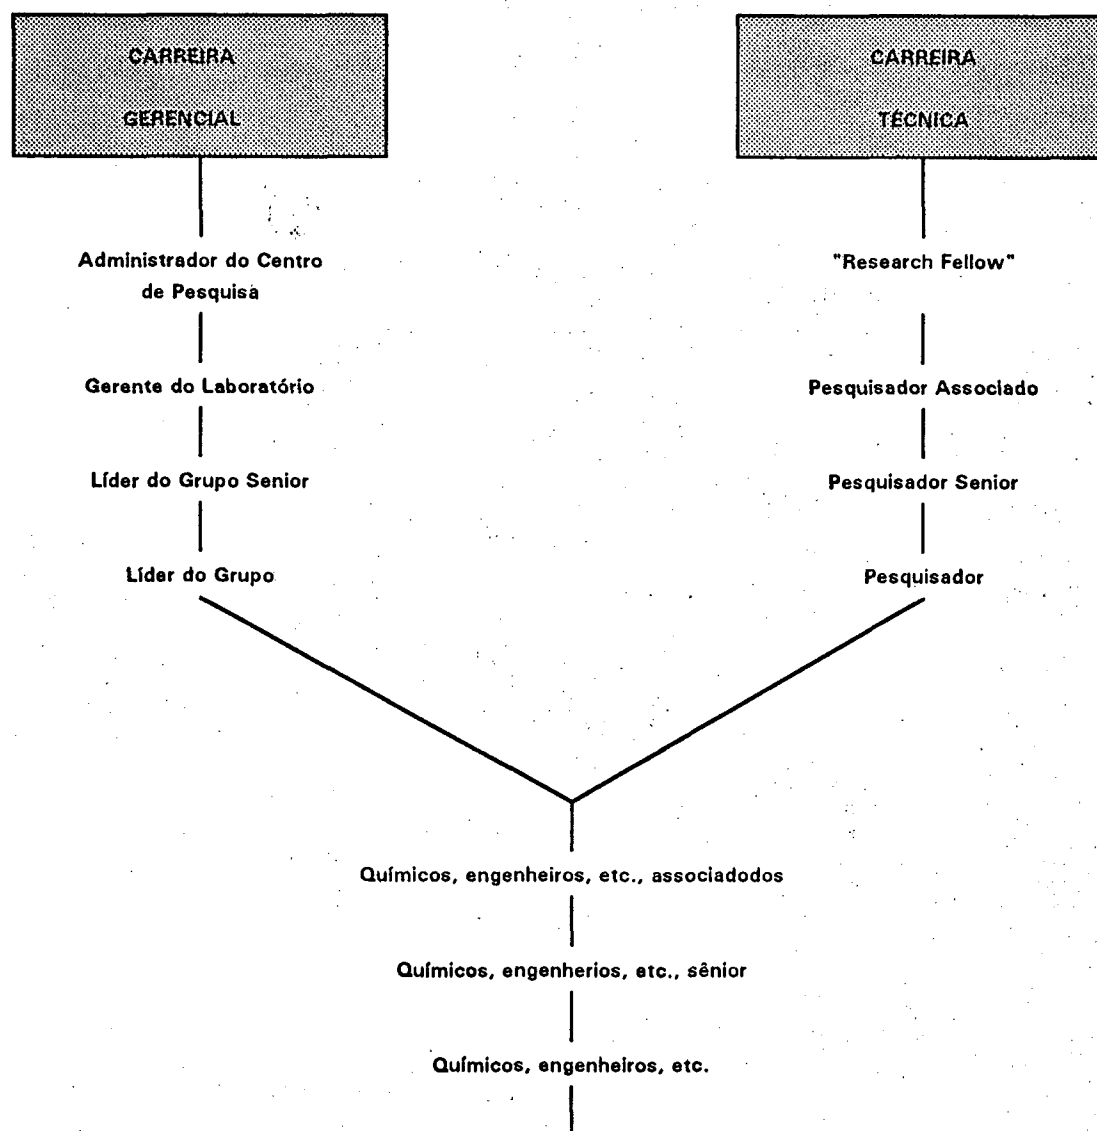 CARREIRA
GERENCIAL
CARREIRA
TÉCNICA
Administrador do Centro
de Pesquisa
"Research Fellow"
Gerente do Laboratório
Pesquisador Associado
Líder do Grupo Senior
Pesquisador Senior
Líder do Grupo
Pesquisador
Químicos, engenheiros, etc., associadodos
Químicos, engenherios, etc., sênior
Químicos, engenheiros, etc.